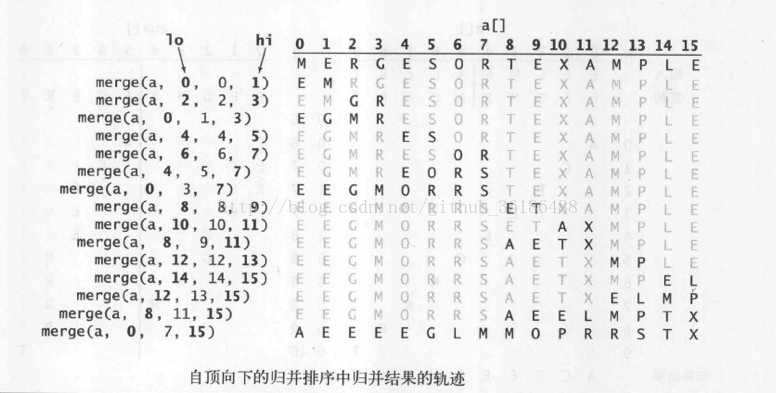 a[]
lo hi 0 1 2 3 4 5 6 7 8 9 10 11 12 13 14 15
M E R G E S O R T E X A M P L E
merge(a, 0, 0, 1) E M R G E S O R T E X A M P L E
merge(a, 2, 2, 3) E M G R E S O R T E X A M P L E
merge(a, 0, 1, 3) E G M R E S O R T E X A M P L E
merge(a, 4, 4, 5) E G M R E S O R T E X A M P L E
merge(a, 6, 6, 7) E G M R E S O R T E X A M P L E
merge(a, 4, 5, 7) E G M R E O R S T E X A M P L E
merge(a, 0, 3, 7) E E G M O R R S T E X A M P L E
merge(a, 8, 8, 9) E E G M O R R S E T X A M P L E
merge(a, 10, 10, 11) E E G M O R R S E T A X M P L E
merge(a, 8, 9, 11) E E G M O R R S A E T X M P L E
merge(a, 12, 12, 13) E E G M O R R S A E T X M P L E
merge(a, 14, 14, 15) E E G M O R R S A E T X M P E L
merge(a, 12, 13, 15) E E G M O R R S A E T X E L M P
merge(a, 8, 11, 15) E E G M O R R S A E E L M P T X
merge(a, 0, 7, 15) A E E E E G L M M O P R R S T X
自顶向下的归并排序中归并结果的轨迹